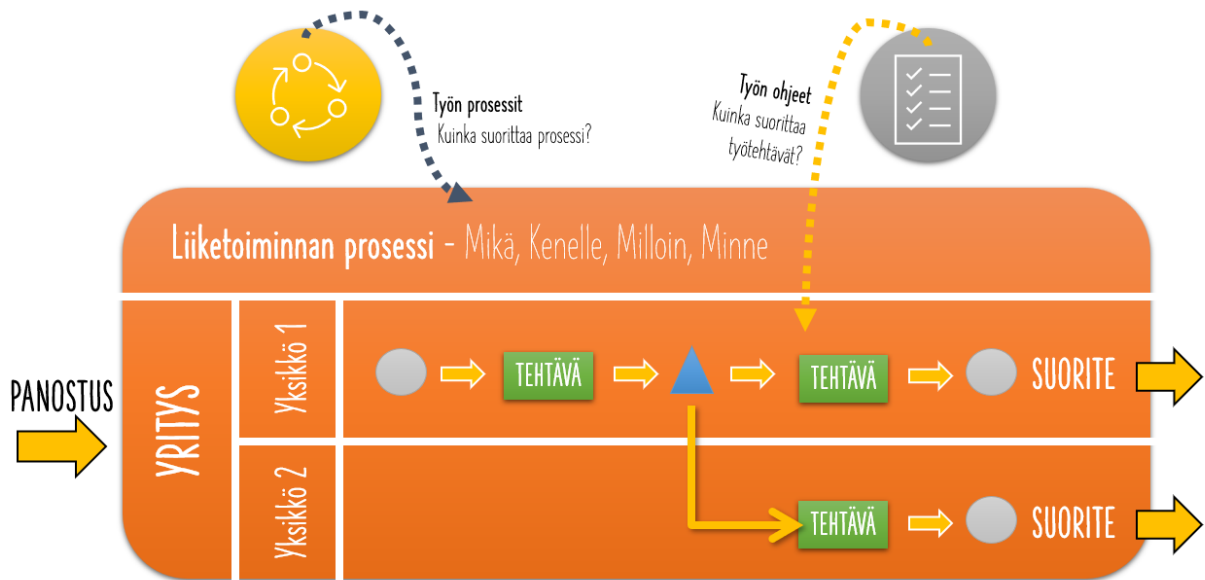 Työn prosessit
Kuinka suorittaa prosessi?
Työn ohjeet
Kuinka suorittaa
työtehtävät?
Liiketoiminnan prosessi - Mikä, Kenelle, Milloin, Minne
PANOSTUS
YRITYS
Yksikkö 1
TEHTÄVÄ
TEHTÄVÄ
SUORITE
Yksikkö 2
TEHTÄVÄ
SUORITE